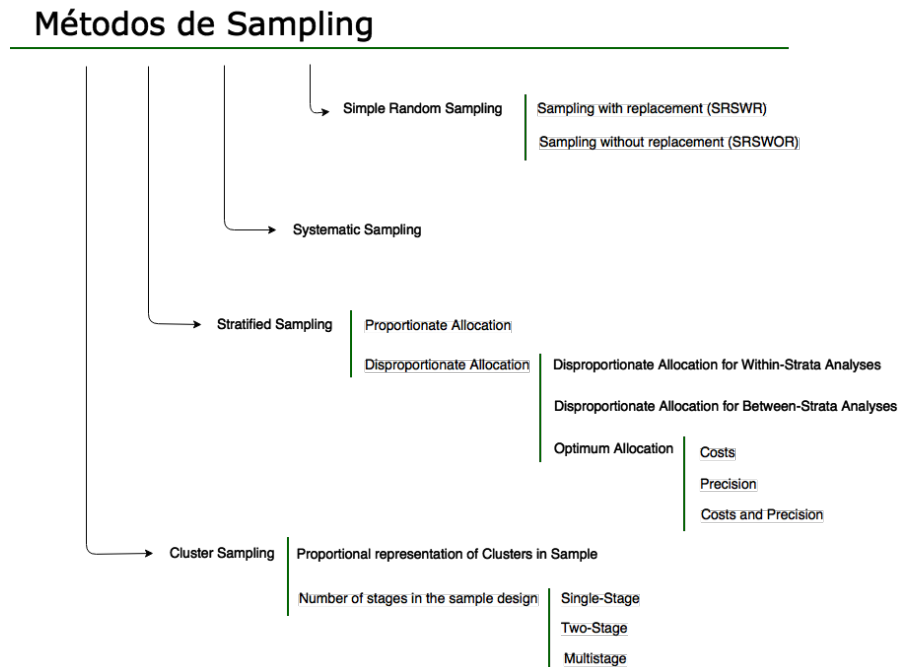 Métodos de Sampling
Simple Random Sampling
Sampling with replacement (SRSWR)
Sampling without replacement (SRSWOR)
Systematic Sampling
Stratified Sampling
Proportionate Allocation
Disproportionate Allocation
Disproportionate Allocation for Within-Strata Analyses
Disproportionate Allocation for Between-Strata Analyses
Optimum Allocation
Costs
Precision
Costs and Precision
Cluster Sampling
Proportional representation of Clusters in Sample
Number of stages in the sample design
Single-Stage
Two-Stage
Multistage